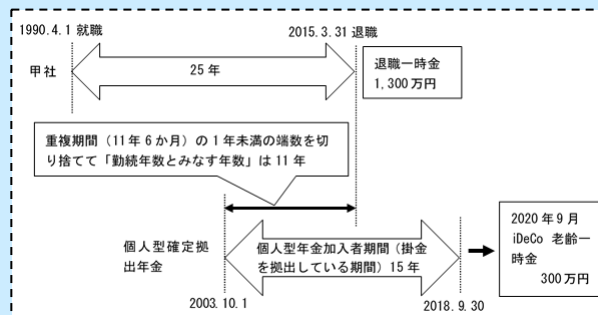 1990.4.1 就職
2015.3.31 退職
甲社
25 年
退職一時金
1,300 万円
重複期間(11 年 6 か月)の 1 年未満の端数を切
り捨てて「勤続年数とみなす年数」は 11 年
個人型確定拠
出年金
個人型年金加入者期間(掛金
を拠出している期間)15 年
2020 年 9 月
iDeCo 老齢一
時金
300 万円
2003.10.1
2018.9.30